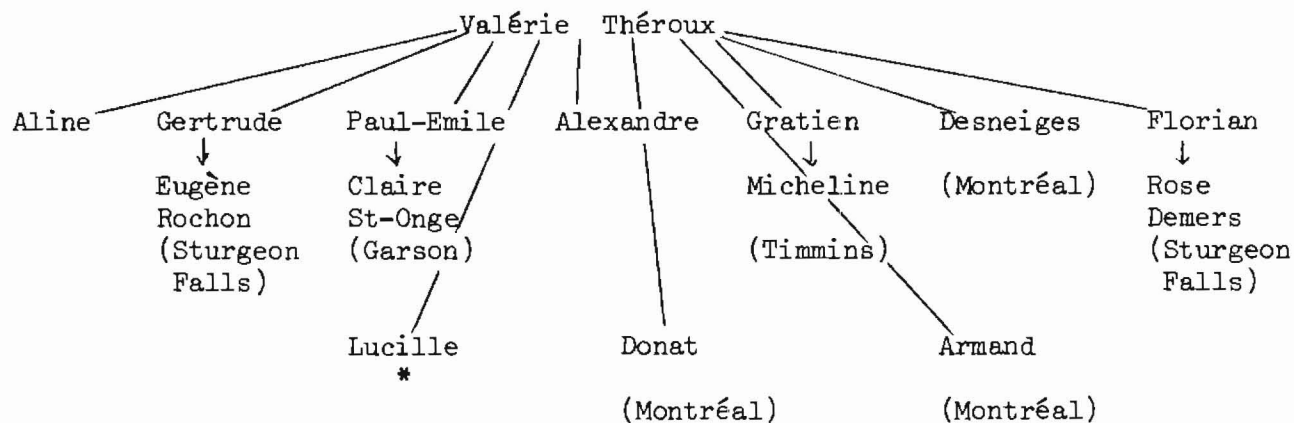 Valérie Théroux
Aline Gertrude Paul-Emile Alexandre Gratien Desneiges Florian
↓ ↓ ↓ ↓
Eugène Claire Micheline (Montréal) Rose
Rochon St-Onge Demers
(Sturgeon (Garson) (Timmins) (Sturgeon
Falls) Falls)
Lucille Donat Armand
*
(Montréal) (Montréal)